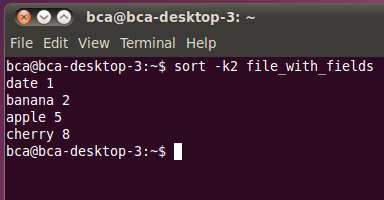 bca@bca-desktop-3: ~
File Edit View Terminal Help
bca@bca-desktop-3:~$ sort -k2 file_with_fields
date 1
banana 2
apple 5
cherry 8
bca@bca-desktop-3:~$